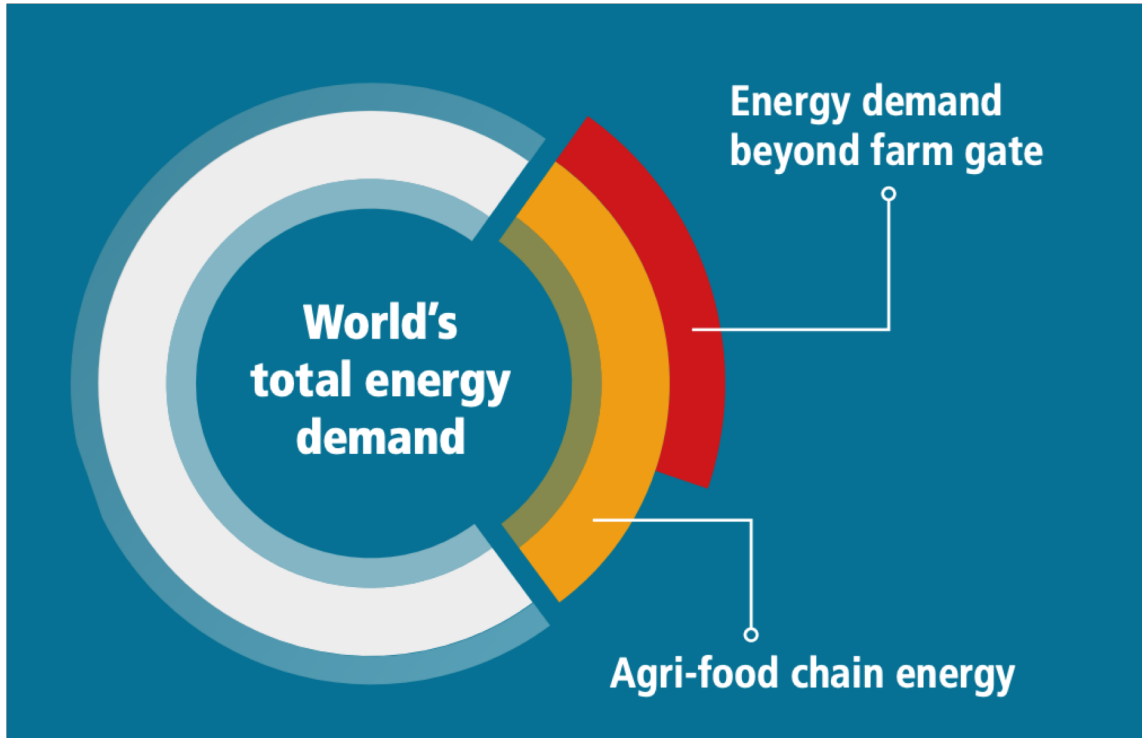 Energy demand
beyond farm gate
World's
total energy
demand
Agri-food chain energy